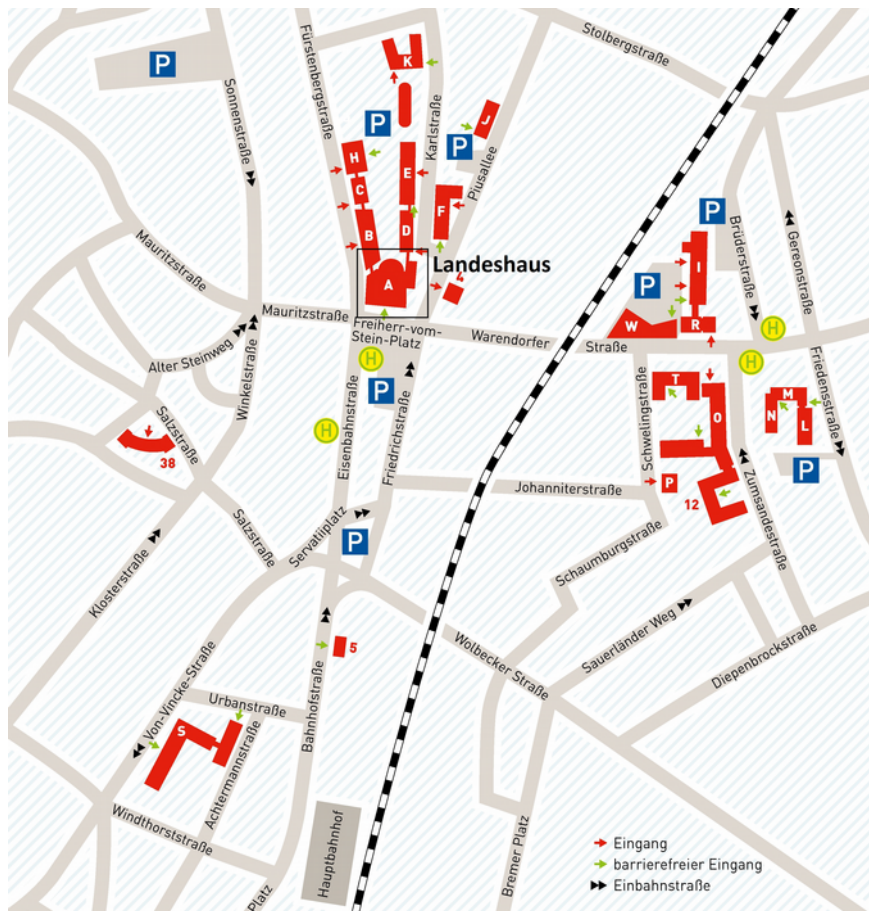 P
Sonnenstraße
Fürstenbergstraße
K
Karlstraße
Stolbergstraße
P
J
P
H
C
E
B
D
F
Piusallee
A
Landeshaus
4
Mauritzstraße
Mauritzstraße
Freiherr-vom-
Stein-Platz
Warendorfer
Straße
P
P
I
W
R
Brüderstraße
Gereonstraße
H
H
Friedensstraße
Alter Steinweg
Winkelstraße
Salzstraße
38
H
H
P
Eisenbahnstraße
Friedrichstraße
Schwelingstraße
T
O
P
12
M
N
L
P
Zumsandestraße
Johanniterstraße
Schaumburgstraße
Klosterstraße
Salzstraße
Servatiiplatz
P
Wolbecker Straße
Sauerländer Weg
Diepenbrockstraße
5
Bahnhofstraße
Von-Vincke-Straße
Urbanstraße
S
Achtermannstraße
Windthorststraße
Hauptbahnhof
Platz
Bremer Platz
Eingang
barrierefreier Eingang
Einbahnstraße